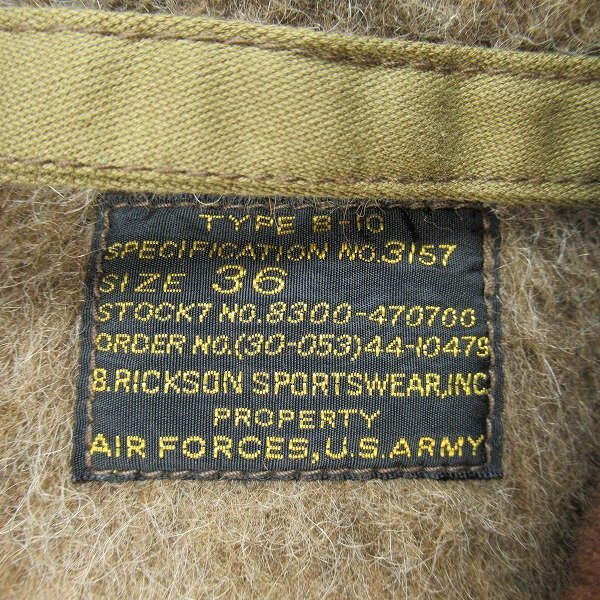 TYPE B-10
SPECIFICATION NO.3157
SIZE 36
STOCK7 NO.8300-470700
ORDER NO.(30-053)44-10479
B.RICKSON SPORTSWEAR,INC
PROPERTY
AIR FORCES,U.S.ARMY